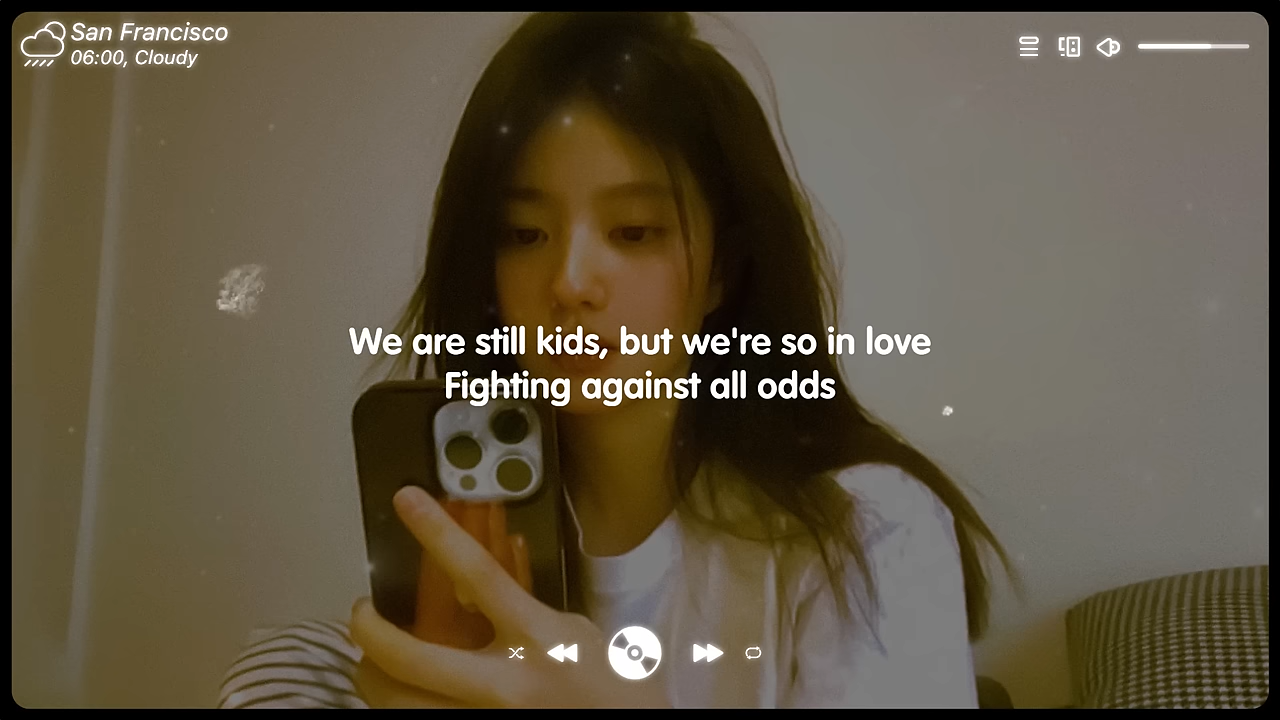 San Francisco
06:00, Cloudy
We are still kids, but we're so in love
Fighting against all odds